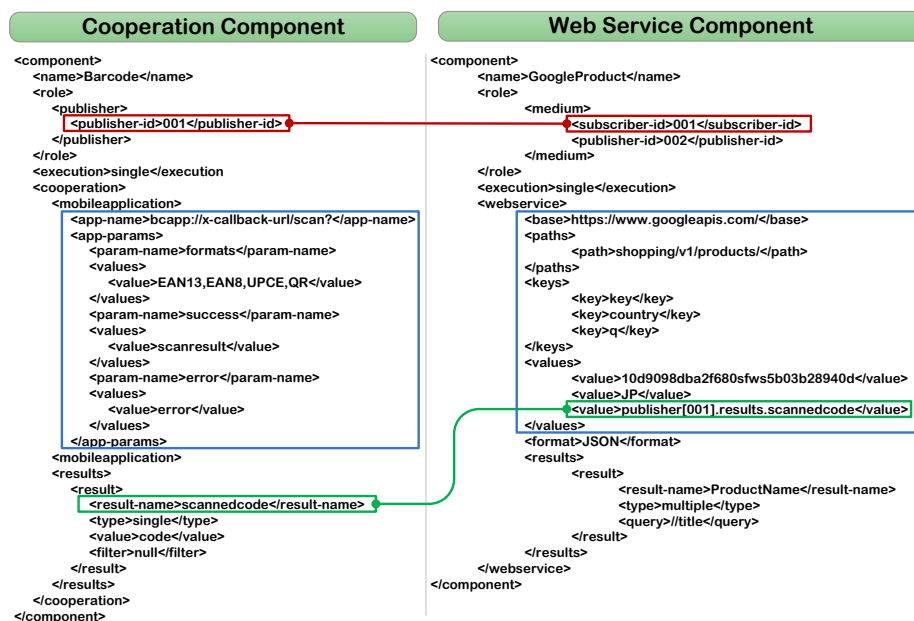 Cooperation Component
<component>
<name>Barcode</name>
<role>
<publisher>
<publisher-id>001</publisher-id>
</publisher>
</role>
<execution>single</execution
<cooperation>
<mobileapplication>
<app-name>bcapp://x-callback-url/scan?</app-name>
<app-params>
<param-name>formats</param-name>
<values>
<value>EAN13,EAN8,UPCE,QR</value>
</values>
<param-name>success</param-name>
<values>
<value>scanresult</value>
</values>
<param-name>error</param-name>
<values>
<value>error</value>
</values>
</app-params>
<mobileapplication>
<results>
<result>
<result-name>scannedcode</result-name>
<type>single</type>
<value>code</value>
<filter>null</filter>
</result>
</results>
</cooperation>
</component>
Web Service Component
<component>
<name>GoogleProduct</name>
<role>
<medium>
<subscriber-id>001</subscriber-id>
<publisher-id>002</publisher-id>
</medium>
</role>
<execution>single</execution>
<webservice>
<base>https://www.googleapis.com/</base>
<paths>
<path>shopping/v1/products/</path>
</paths>
<keys>
<key>key</key>
<key>country</key>
<key>q</key>
</keys>
<values>
<value>10d9098dba2f680sfws5b03b28940d</value>
<value>JP</value>
<value>publisher[001].results.scannedcode</value>
</values>
<format>JSON</format>
<results>
<result>
<result-name>ProductName</result-name>
<type>multiple</type>
<query>//title</query>
</result>
</results>
</webservice>
</component>